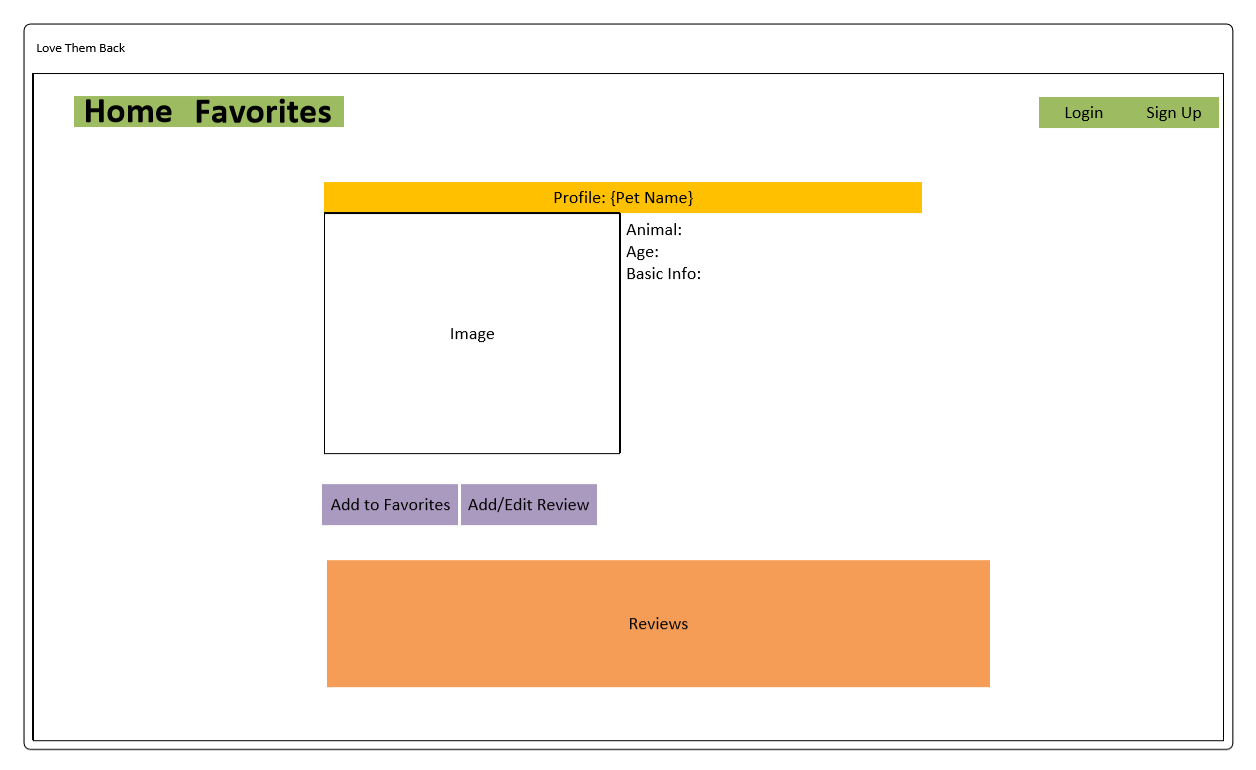 Love Them Back
Home Favorites
Login Sign Up
Profile: {Pet Name}
Animal:
Age:
Basic Info:
Image
Add to Favorites Add/Edit Review
Reviews